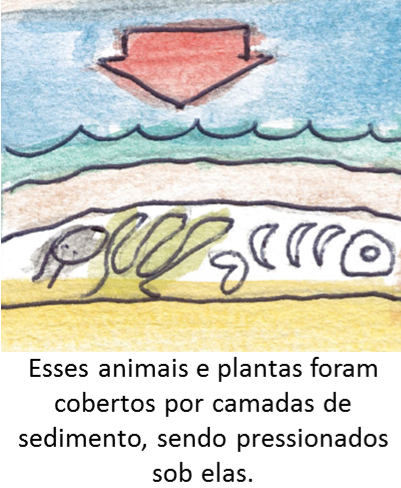 Esses animais e plantas foram
cobertos por camadas de
sedimento, sendo pressionados
sob elas.